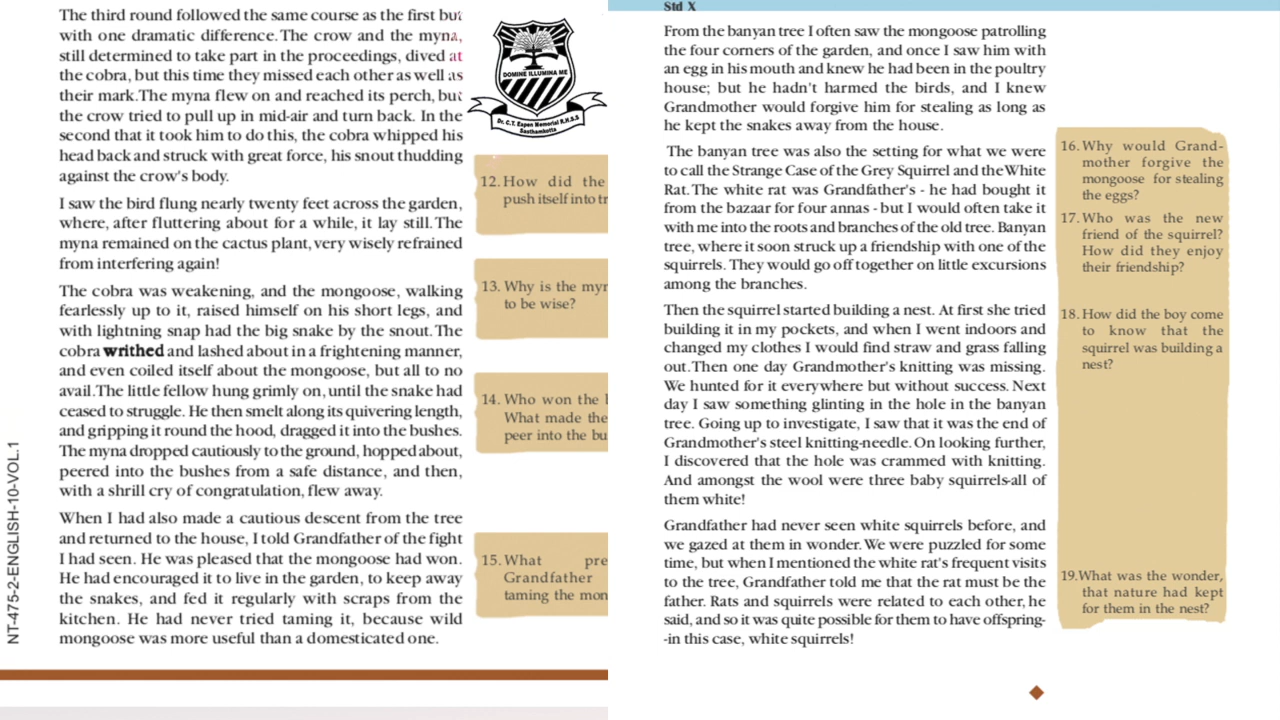 The third round followed the same course as the first but
with one dramatic difference. The crow and the myna,
still determined to take part in the proceedings, dived at
the cobra, but this time they missed each other as well as
their mark. The myna flew on and reached its perch, but
the crow tried to pull up in mid-air and turn back. In the
second that it took him to do this, the cobra whipped his
head back and struck with great force, his snout thudding
against the crow's body.
I saw the bird flung nearly twenty feet across the garden,
where, after fluttering about for a while, it lay still. The
myna remained on the cactus plant, very wisely refrained
from interfering again!
The cobra was weakening, and the mongoose, walking
fearlessly up to it, raised himself on his short legs, and
with lightning snap had the big snake by the snout. The
cobra writhed and lashed about in a frightening manner,
and even coiled itself about the mongoose, but all to no
avail. The little fellow hung grimly on, until the snake had
ceased to struggle. He then smelt along its quivering length,
and gripping it round the hood, dragged it into the bushes.
The myna dropped cautiously to the ground, hopped about,
peered into the bushes from a safe distance, and then,
with a shrill cry of congratulation, flew away.
When I had also made a cautious descent from the tree
and returned to the house, I told Grandfather of the fight
I had seen. He was pleased that the mongoose had won.
He had encouraged it to live in the garden, to keep away
the snakes, and fed it regularly with scraps from the
kitchen. He had never tried taming it, because wild
mongoose was more useful than a domesticated one.
NT-475-2-ENGLISH-10-VOL.1
DOMINE ILLUMINA ME
Dr. C.T. Eapen Memorial R.H.S.S
Sasthamkotta
12. How did the
push itself into tr
13. Why is the myr
to be wise?
14. Who won the
What made the
peer into the bu
15. What pre
Grandfather
taming the mon
Std X
From the banyan tree I often saw the mongoose patrolling
the four corners of the garden, and once I saw him with
an egg in his mouth and knew he had been in the poultry
house; but he hadn't harmed the birds, and I knew
Grandmother would forgive him for stealing as long as
he kept the snakes away from the house.
The banyan tree was also the setting for what we were
to call the Strange Case of the Grey Squirrel and the White
Rat. The white rat was Grandfather's - he had bought it
from the bazaar for four annas - but I would often take it
with me into the roots and branches of the old tree. Banyan
tree, where it soon struck up a friendship with one of the
squirrels. They would go off together on little excursions
among the branches.
Then the squirrel started building a nest. At first she tried
building it in my pockets, and when I went indoors and
changed my clothes I would find straw and grass falling
out. Then one day Grandmother's knitting was missing.
We hunted for it everywhere but without success. Next
day I saw something glinting in the hole in the banyan
tree. Going up to investigate, I saw that it was the end of
Grandmother's steel knitting-needle. On looking further,
I discovered that the hole was crammed with knitting.
And amongst the wool were three baby squirrels-all of
them white!
Grandfather had never seen white squirrels before, and
we gazed at them in wonder. We were puzzled for some
time, but when I mentioned the white rat's frequent visits
to the tree, Grandfather told me that the rat must be the
father. Rats and squirrels were related to each other, he
said, and so it was quite possible for them to have offspring-
-in this case, white squirrels!
16. Why would Grand-
mother forgive the
mongoose for stealing
the eggs?
17. Who was the new
friend of the squirrel?
How did they enjoy
their friendship?
18. How did the boy come
to know that the
squirrel was building a
nest?
19. What was the wonder,
that nature had kept
for them in the nest?